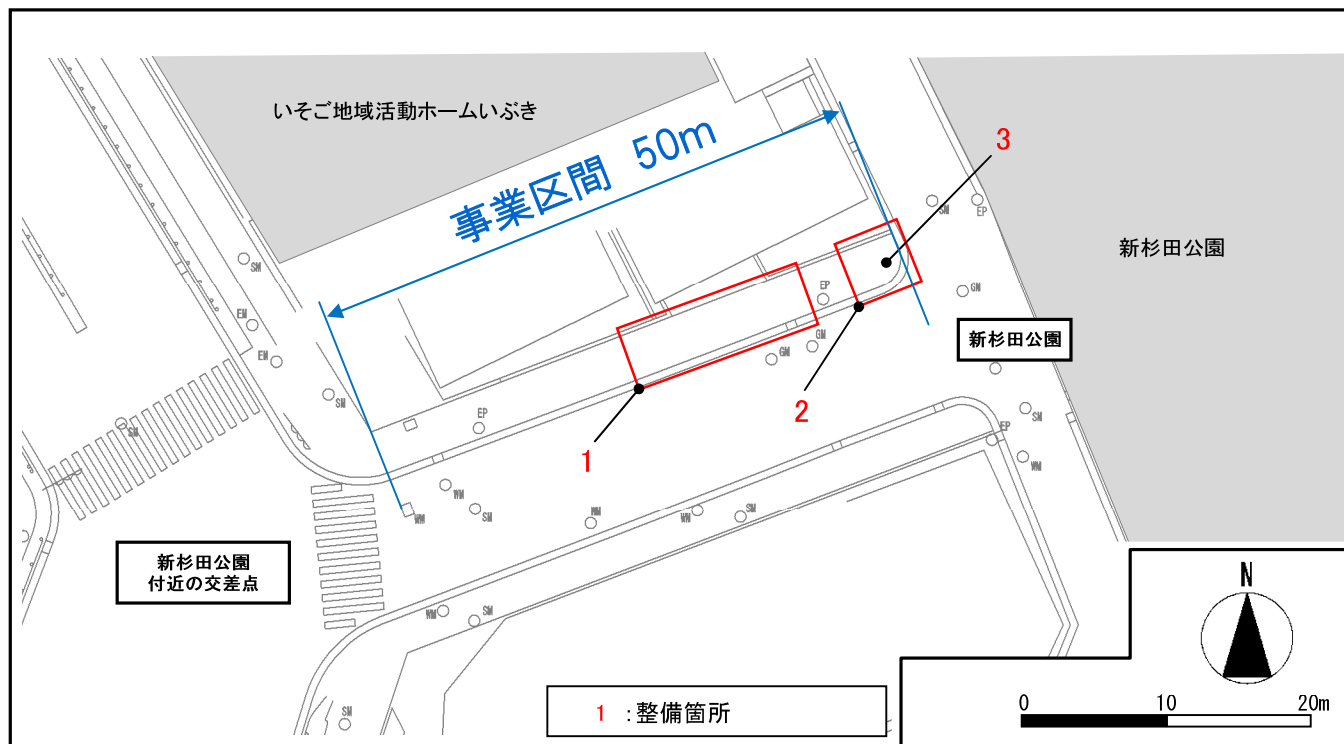 いそご地域活動ホームいぶき
事業区間 50m
3
SM
EP
新杉田公園
SM
EP
GM
EM
GM
GM
新杉田公園
EM
2
SM
EP
SM
SM
EP
1
WM
WM
SM
WM
WM
WM
SM
新杉田公園
付近の交差点
WM
SM
SM
N
1 :整備箇所
0 10 20m